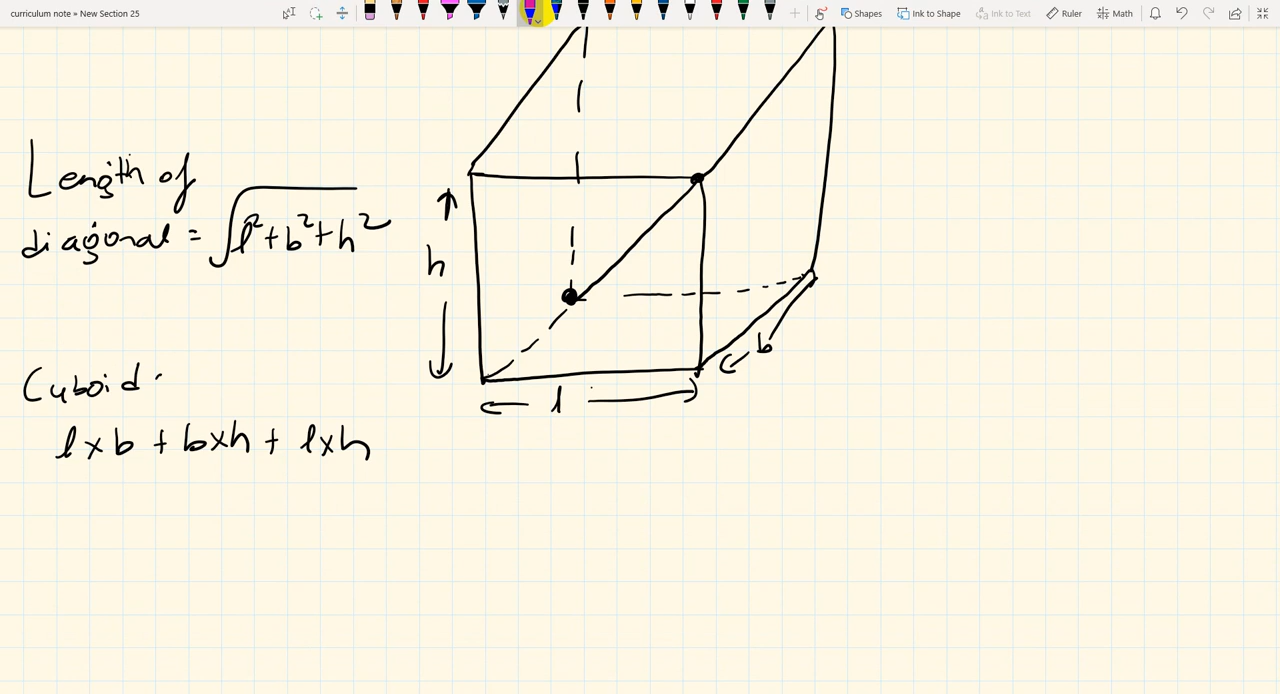 curriculum note » New Section 25
Shapes
Ink to Shape
Ink to Text
Ruler
Math
Length of
diagonal = √l²+b²+h²
h
b
l
Cuboid
l×b + b×h + l×h